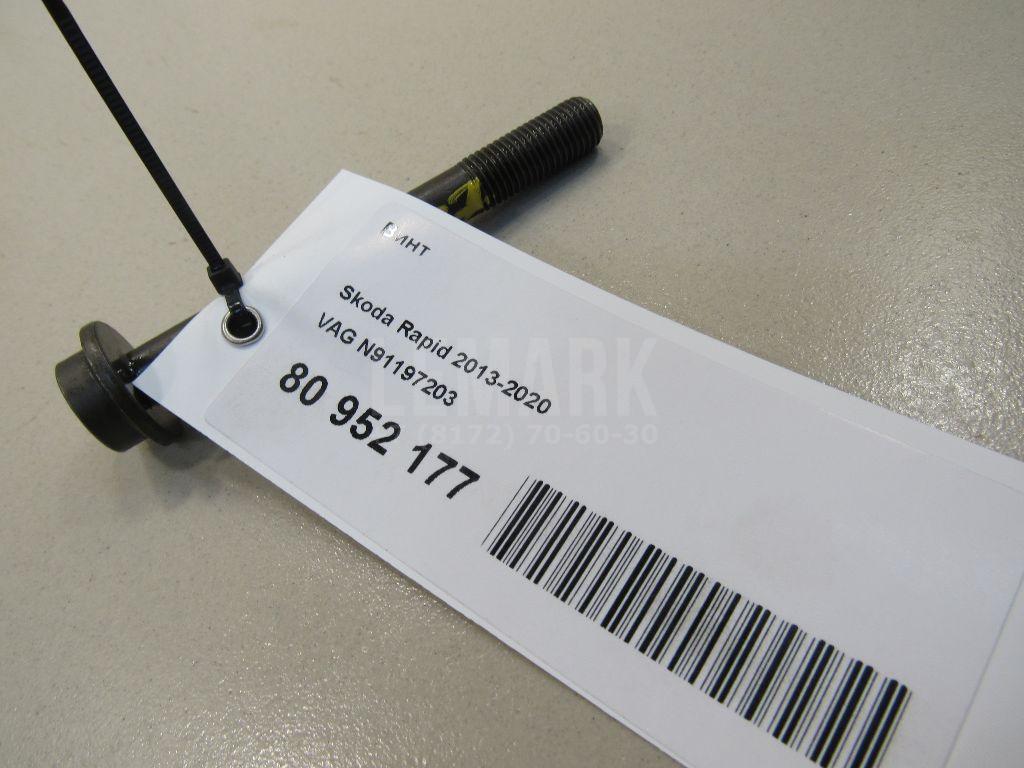 Винт
Skoda Rapid 2013-2020
VAG N91197203
80 952 177
LEMARK
(8172) 70-60-30